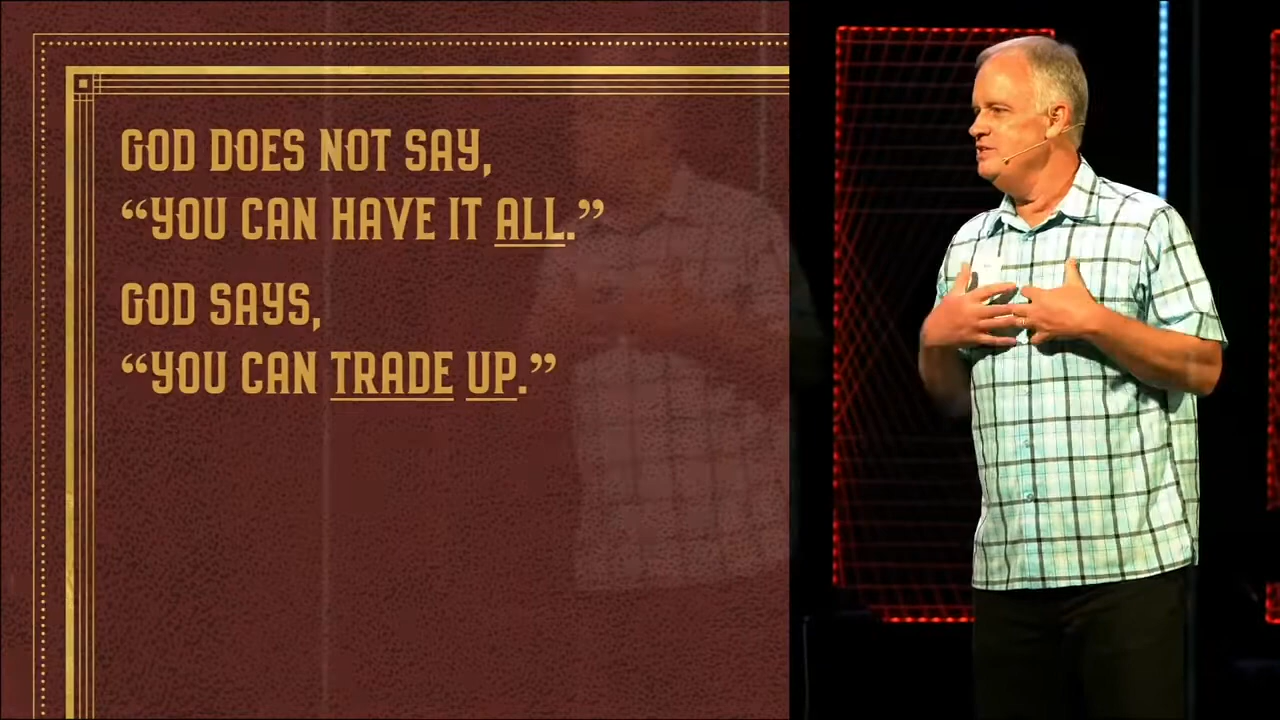 GOD DOES NOT SAY,
“YOU CAN HAVE IT ALL.”
GOD SAYS,
“YOU CAN TRADE UP.”